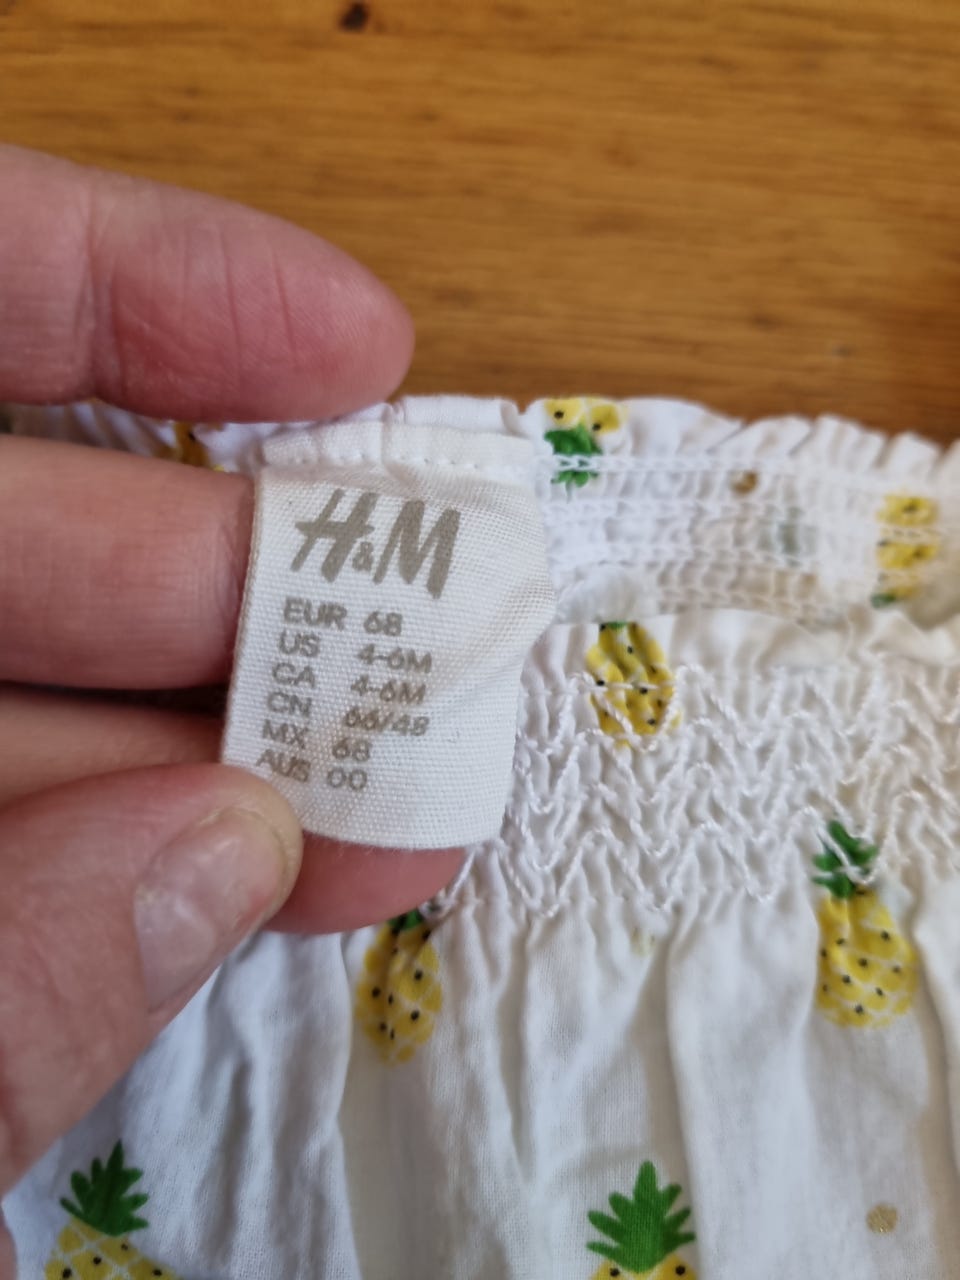 H&M
EUR 68
US 4-6M
CA 4-6M
CN 66/48
MX 68
AUS 00